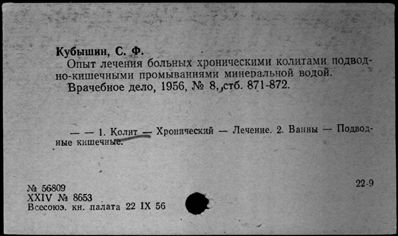 Кубышин, С. Ф.
Опыт лечения больных хроническими колитами подвод-
но-кишечными промываниями минеральной водой.
Врачебное дело, 1956, № 8, стб. 871-872.
— — 1. Колит — Хронический — Лечение. 2. Ванны — Подвод-
ные кишечные.
№ 56809
22-9
XXIV № 8653
Всесоюз. кн. палата 22 IX 56